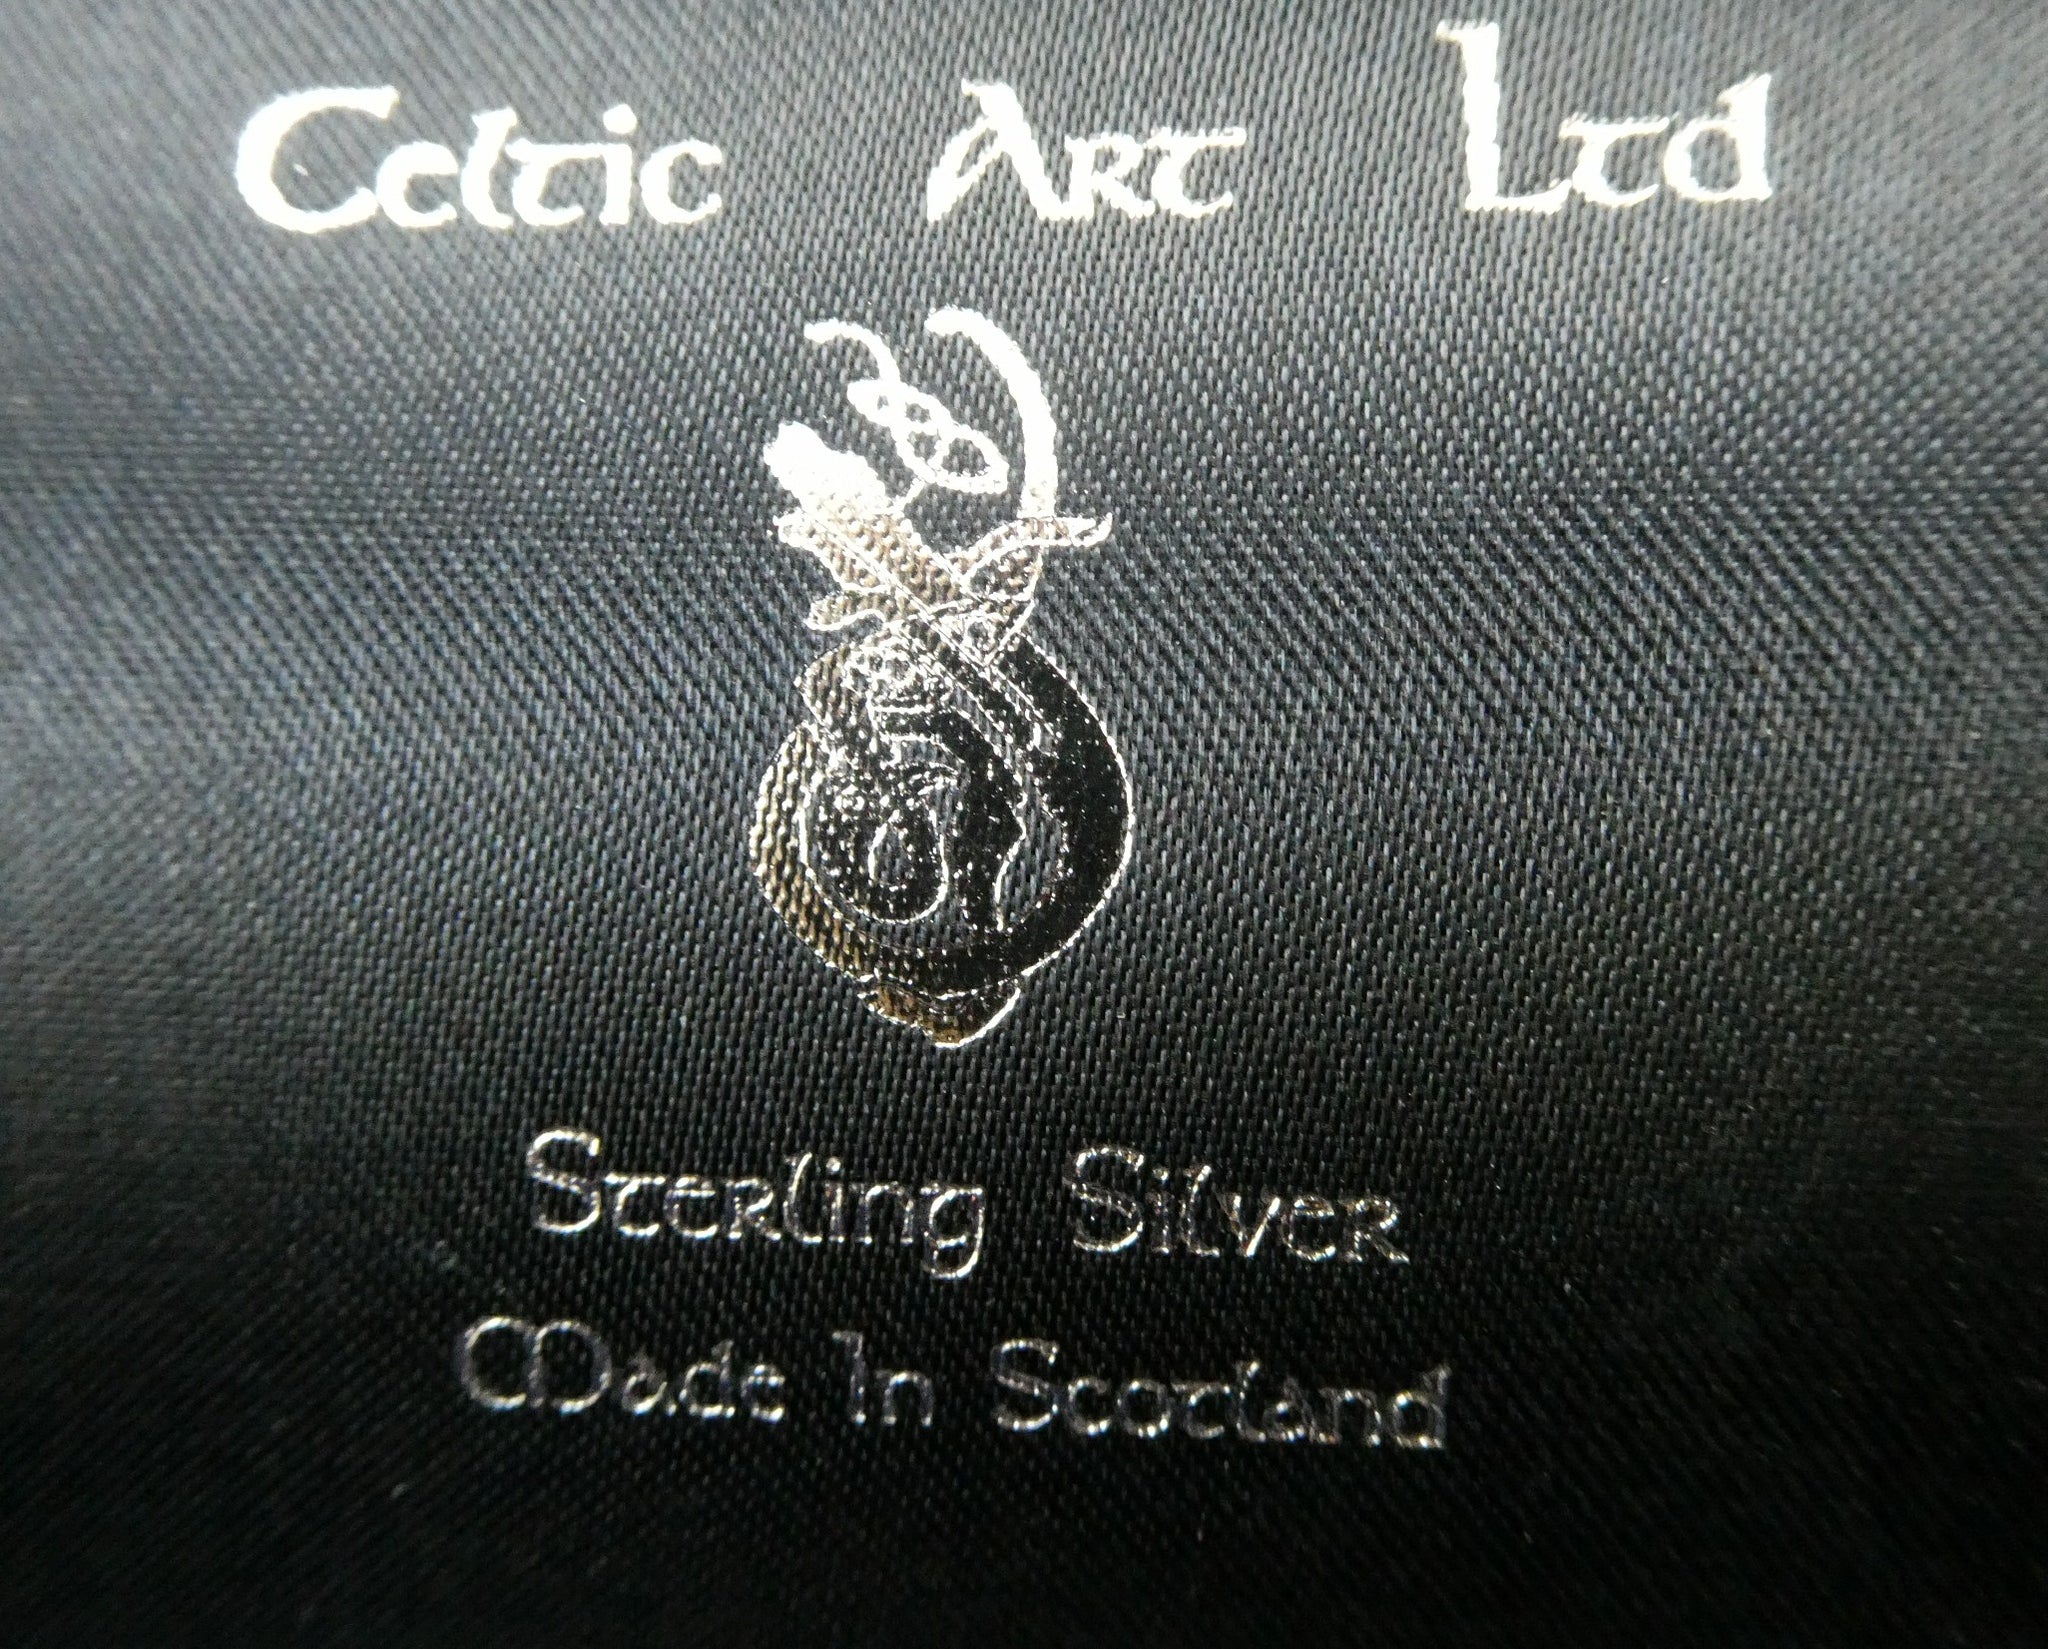 Celtic Art Ltd
Sterling Silver
Made In Scotland